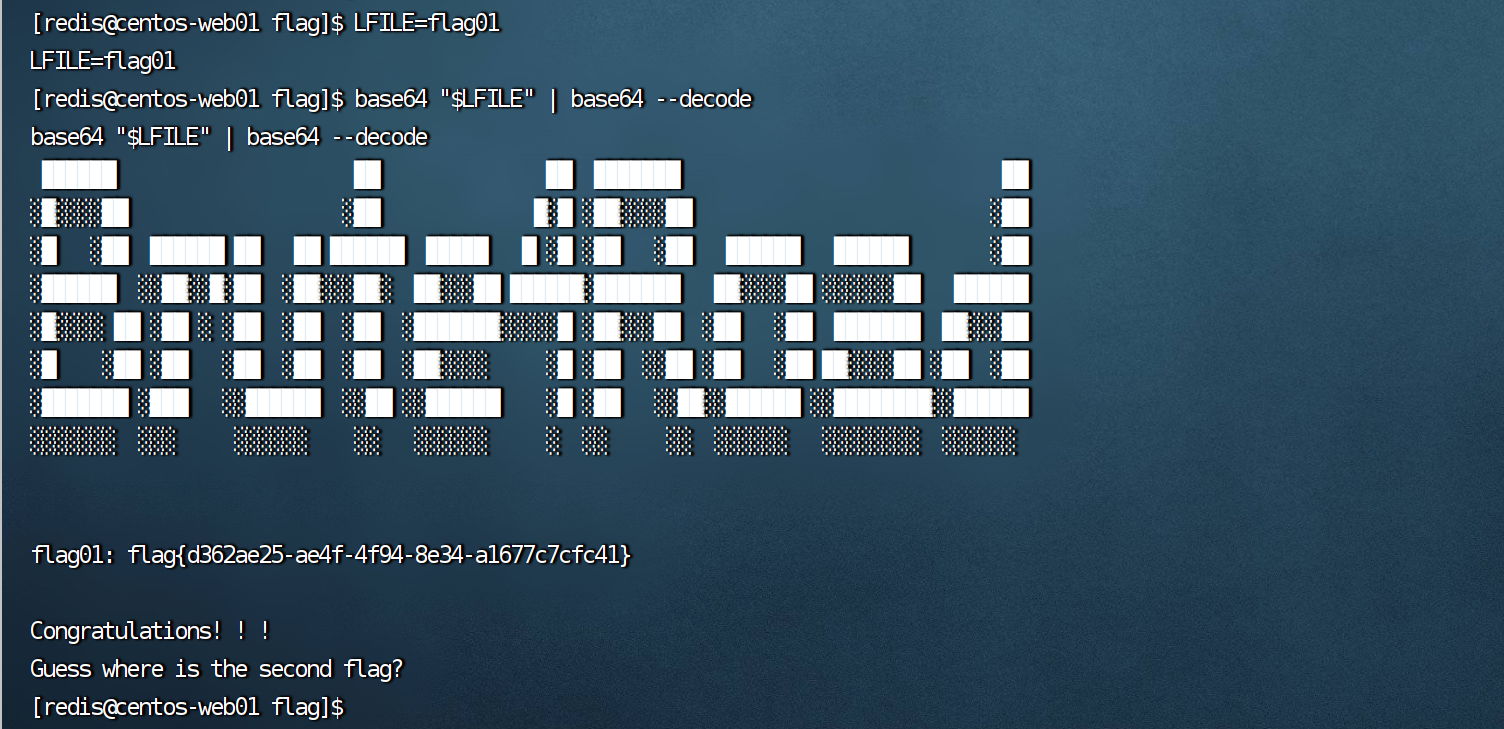 [redis@centos-web01 flag]$ LFILE=flag01
LFILE=flag01
[redis@centos-web01 flag]$ base64 "$LFILE" | base64 --decode
base64 "$LFILE" | base64 --decode
Brute4Road
flag01: flag{d362ae25-ae4f-4f94-8e34-a1677c7cfc41}
Congratulations! ! !
Guess where is the second flag?
[redis@centos-web01 flag]$